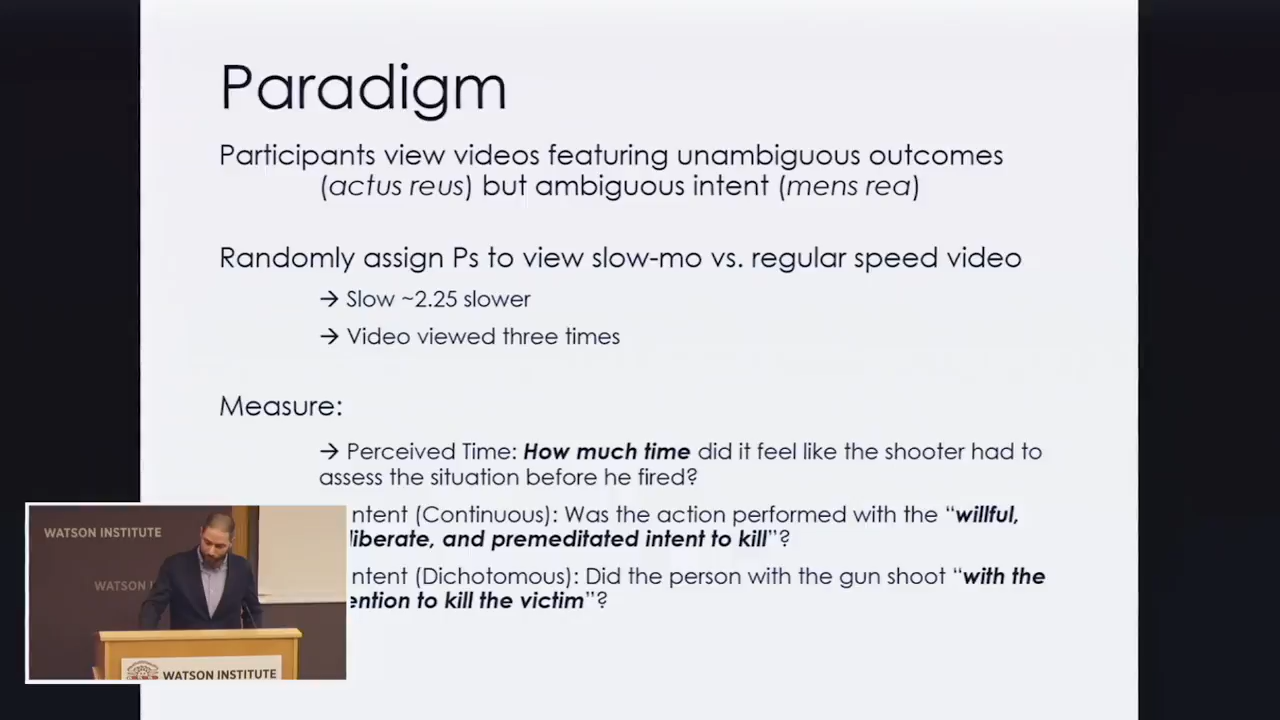 Paradigm
Participants view videos featuring unambiguous outcomes
(actus reus) but ambiguous intent (mens rea)
Randomly assign Ps to view slow-mo vs. regular speed video
→ Slow ~2.25 slower
→ Video viewed three times
Measure:
→ Perceived Time: How much time did it feel like the shooter had to
assess the situation before he fired?
ntent (Continuous): Was the action performed with the “willful,
liberate, and premeditated intent to kill”?
ntent (Dichotomous): Did the person with the gun shoot “with the
ention to kill the victim”?
WATSON INSTITUTE
WATSON I
WATSON INSTITUTE